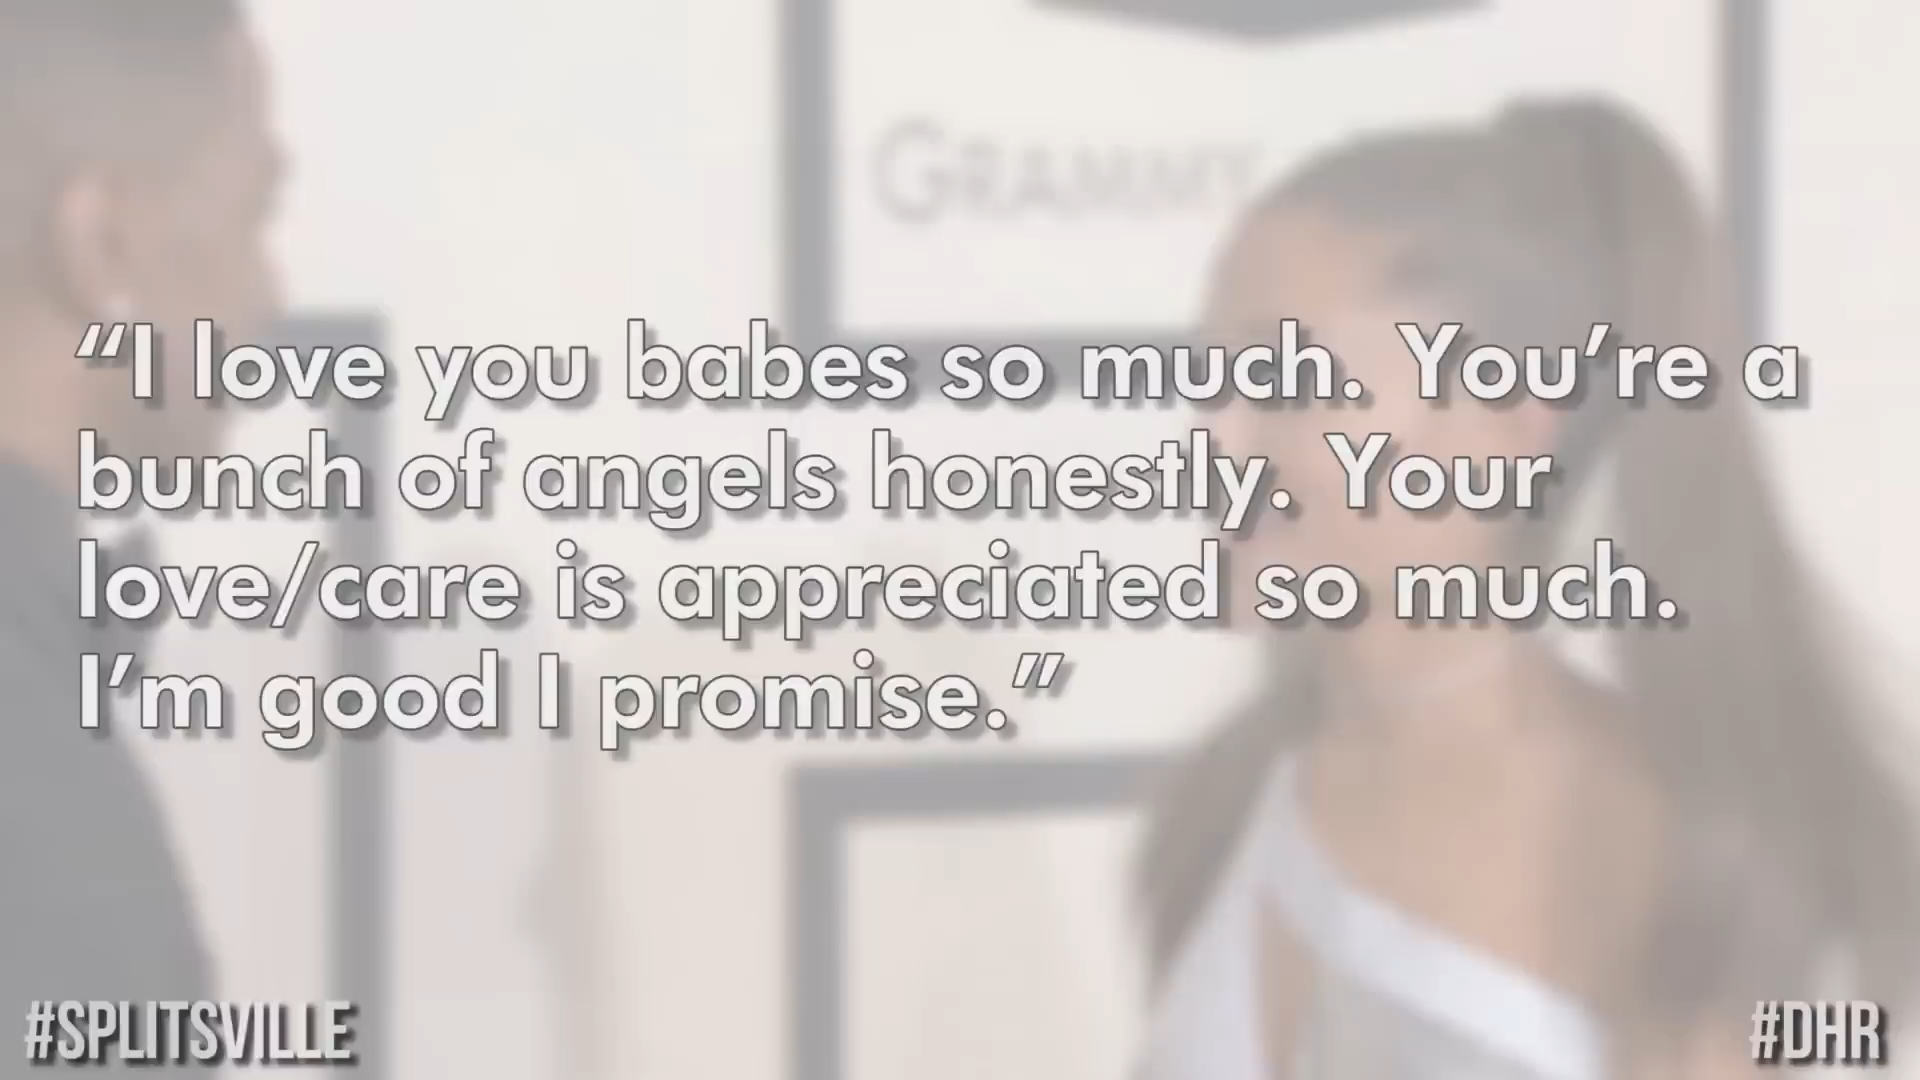 GRAMMY
“I love you babes so much. You’re a
bunch of angels honestly. Your
love/care is appreciated so much.
I’m good I promise.”
#SPLITSVILLE
#DHR